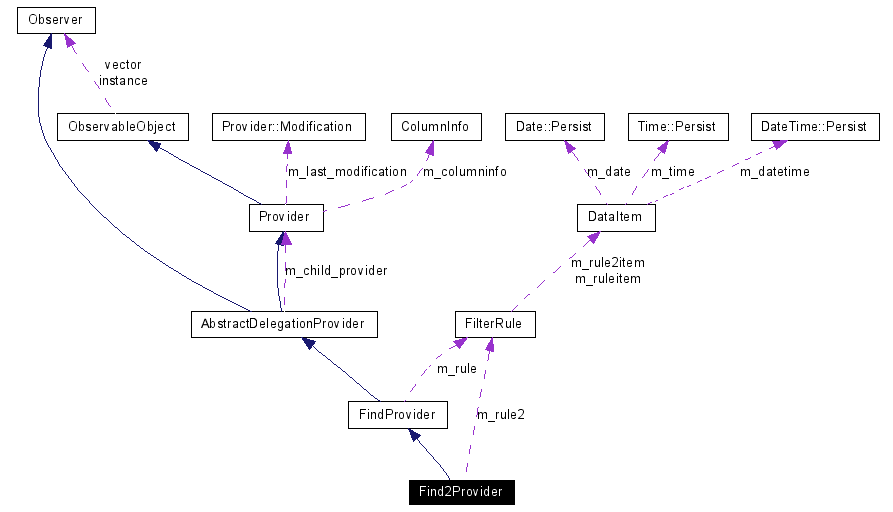 Observer
vector
instance
ObservableObject
Provider::Modification
ColumnInfo
Date::Persist
Time::Persist
DateTime::Persist
m_last_modification
m_columninfo
m_date
m_time
m_datetime
Provider
DataItem
m_child_provider
m_rule2item
m_ruleitem
AbstractDelegationProvider
FilterRule
m_rule
FindProvider
m_rule2
Find2Provider